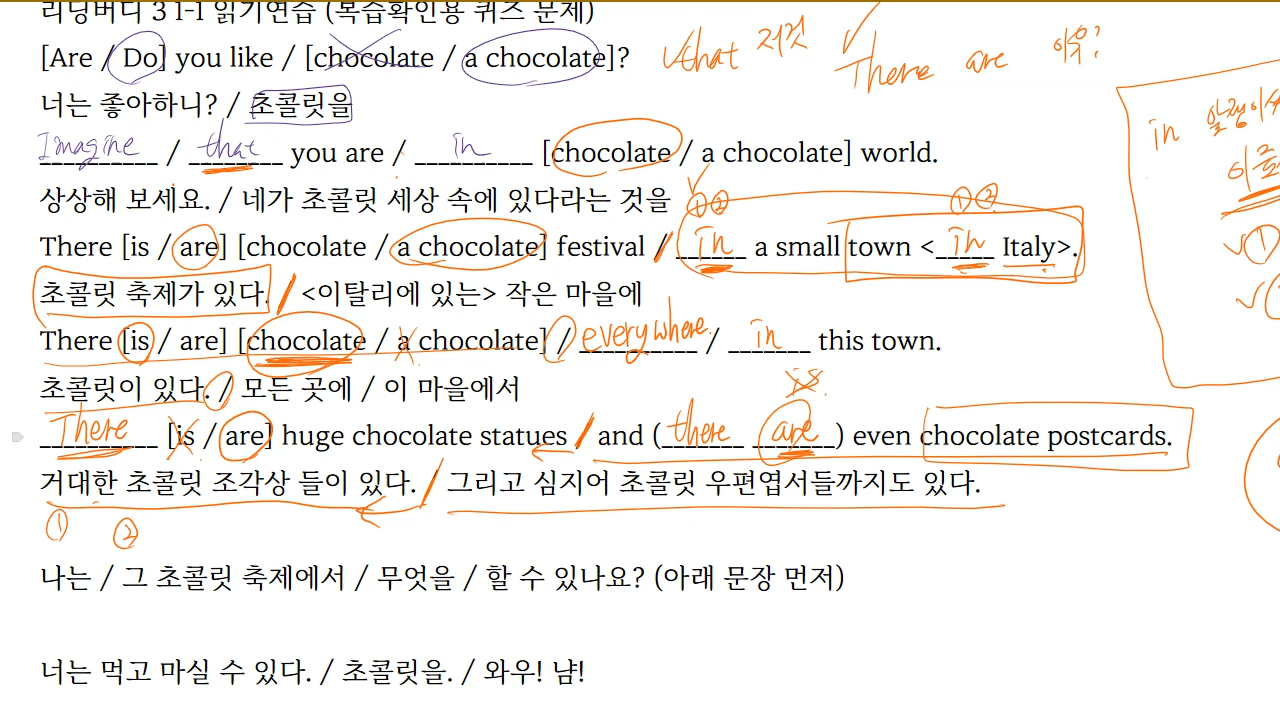 리딩버디 3 1-1 읽기연습 (복습확인용 퀴즈 문제)
that 저것 There are
[Are / Do] you like / [chocolate / a chocolate]?
너는 좋아하니? / 초콜릿을
in
Imagine / that you are / in [chocolate / a chocolate] world.
상상해 보세요. / 네가 초콜릿 세상 속에 있다라는 것을
① ② ① ②
There [is / are] [chocolate / a chocolate] festival / in a small town <in Italy>.
①
초콜릿 축제가 있다. / <이탈리에 있는> 작은 마을에
There [is / are] [chocolate / a chocolate] / everywhere / in this town.
초콜릿이 있다. / 모든 곳에 / 이 마을에서
is
There [is / are] huge chocolate statues / and (there are) even chocolate postcards.
거대한 초콜릿 조각상 들이 있다. / 그리고 심지어 초콜릿 우편엽서들까지도 있다.
① ②
나는 / 그 초콜릿 축제에서 / 무엇을 / 할 수 있나요? (아래 문장 먼저)
너는 먹고 마실 수 있다. / 초콜릿을. / 와우! 냠!